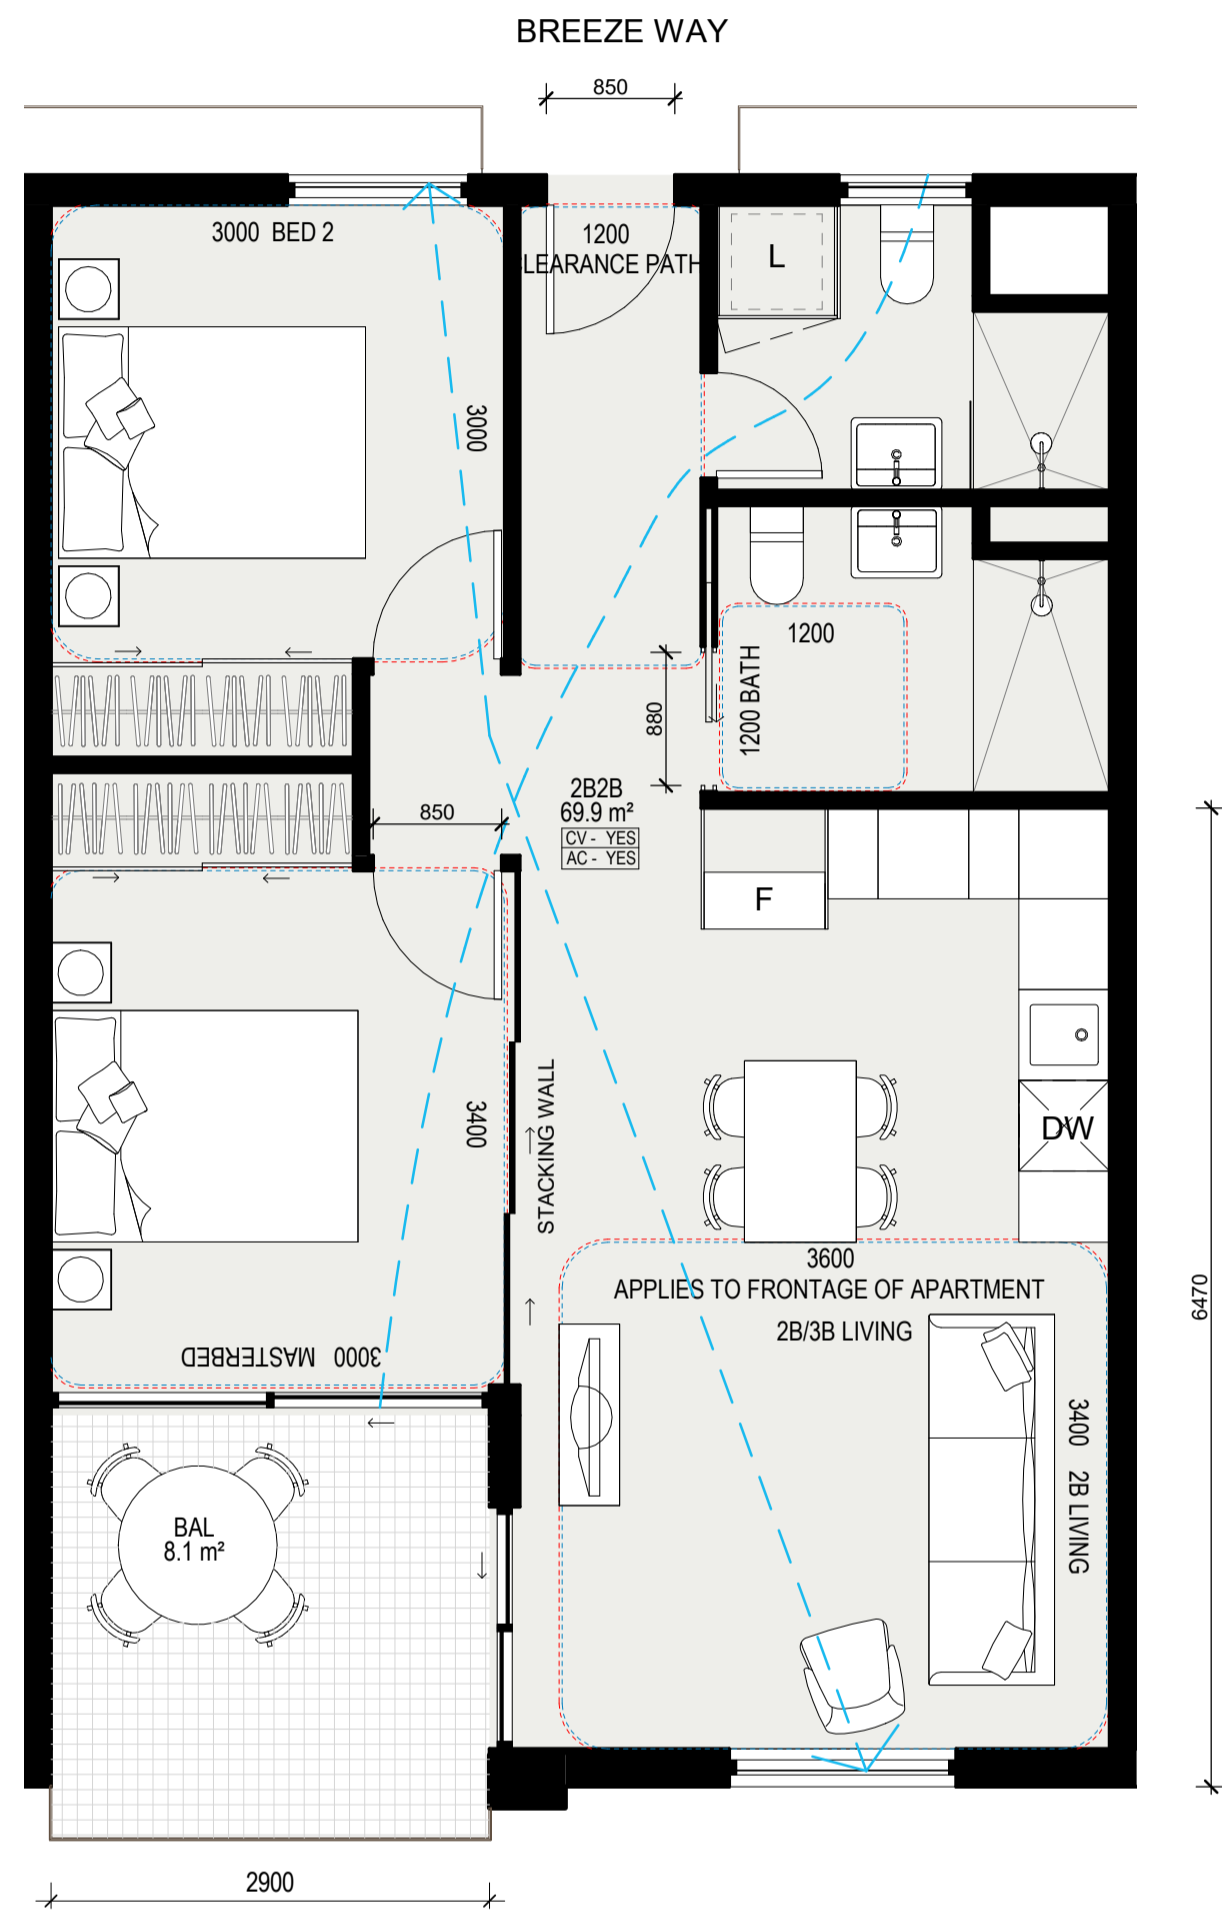 BREEZE WAY
850
3000 BED 2
1200
CLEARANCE PATH
L
3000
1200
1200 BATH
880
2B2B
69.9 m²
CV - YES
AC - YES
850
F
3400
STACKING WALL
DW
3600
APPLIES TO FRONTAGE OF APARTMENT
2B/3B LIVING
6470
3000 MASTERBED
3400 2B LIVING
BAL
8.1 m²
2900